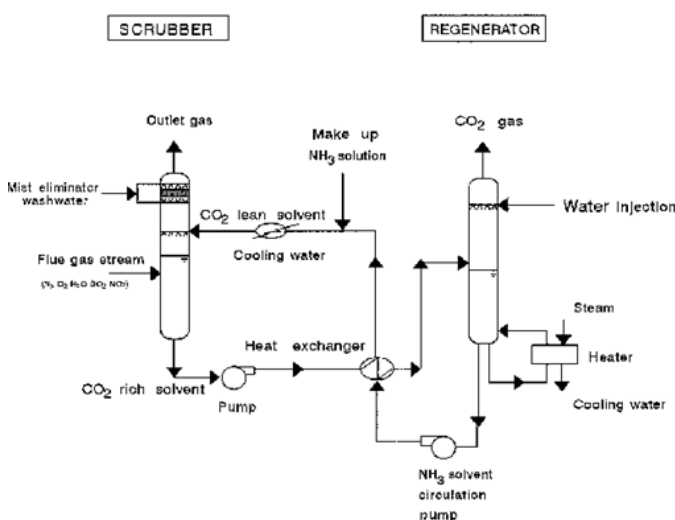 SCRUBBER
REGENERATOR
Outlet gas
CO2 gas
Make up
NH3 solution
Mist eliminator
washwater
CO2 lean solvent
Water Injection
Cooling water
Flue gas stream
Steam
Heat exchanger
Heater
CO2 rich solvent
Pump
Cooling water
NH3 solvent
circulation
pump